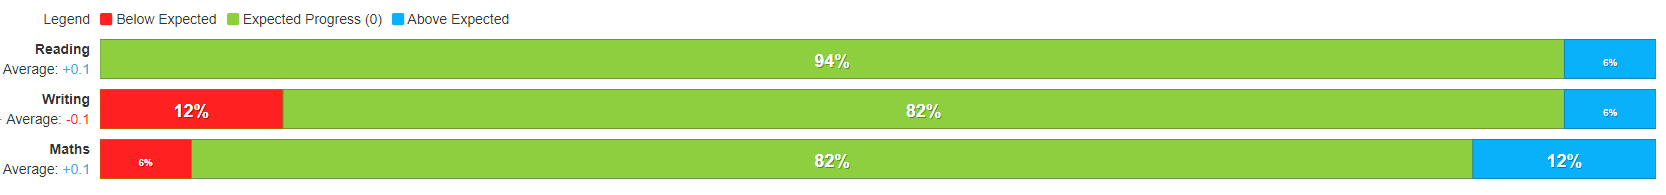 Legend Below Expected Expected Progress (0) Above Expected
Reading
Average: +0.1
94% 6%
Writing
Average: -0.1
12% 82% 6%
Maths
Average: +0.1
6% 82% 12%